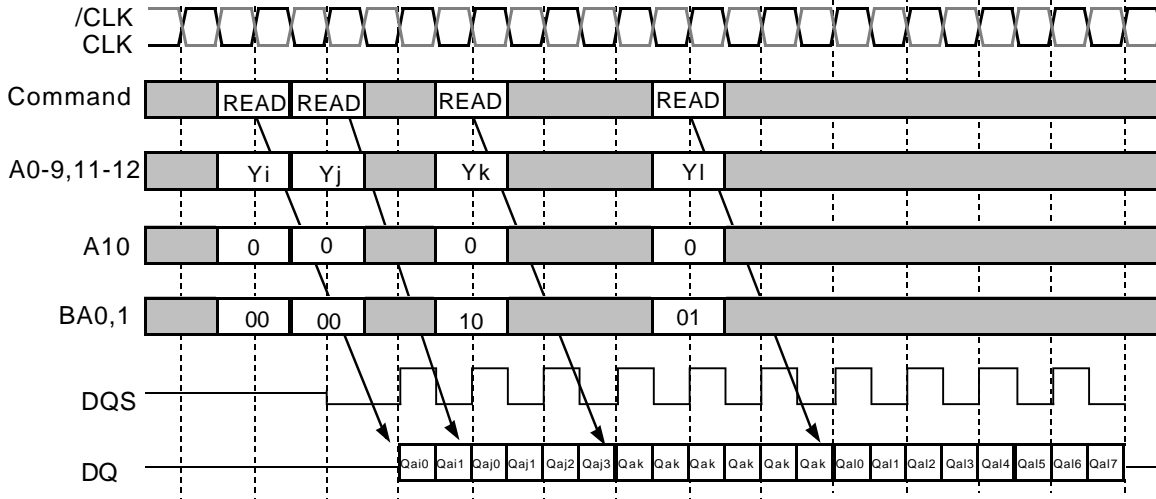 /CLK
CLK
Command READ READ READ READ
A0-9,11-12 Yi Yj Yk Yl
A10 0 0 0 0
BA0,1 00 00 10 01
DQS
DQ Qai0 Qai1 Qaj0 Qaj1 Qaj2 Qaj3 Qak Qak Qak Qak Qak Qak Qal0 Qal1 Qal2 Qal3 Qal4 Qal5 Qal6 Qal7